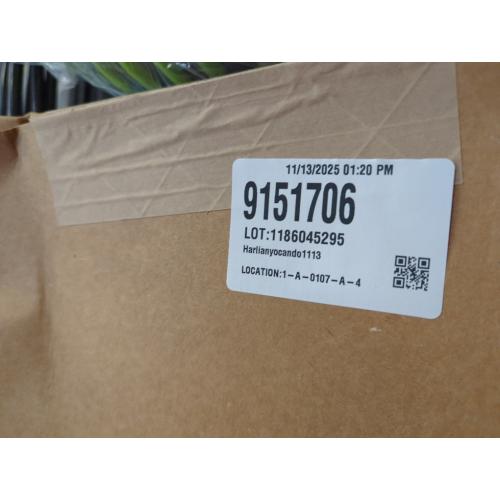 11/13/2025 01:20 PM
9151706
LOT:1186045295
Harlianyocando1113
LOCATION:1-A-0107-A-4